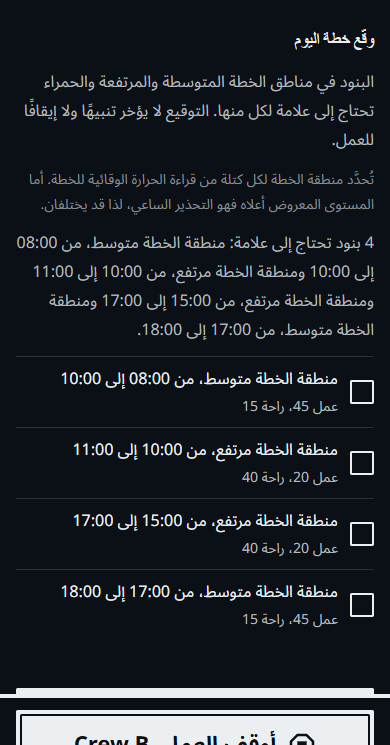 وقّع خطة اليوم
البنود في مناطق الخطة المتوسطة والمرتفعة والحمراء
تحتاج إلى علامة لكل منها. التوقيع لا يؤخر تنبيهًا ولا إيقافًا
للعمل.
تُحدَّد منطقة الخطة لكل كتلة من قراءة الحرارة الوقائية للخطة. أما
المستوى المعروض أعلاه فهو التحذير الساعي، لذا قد يختلفان.
4 بنود تحتاج إلى علامة: منطقة الخطة متوسط، من 08:00
إلى 10:00 ومنطقة الخطة مرتفع، من 10:00 إلى 11:00
ومنطقة الخطة مرتفع، من 15:00 إلى 17:00 ومنطقة
الخطة متوسط، من 17:00 إلى 18:00.
منطقة الخطة متوسط، من 08:00 إلى 10:00
عمل 45، راحة 15
منطقة الخطة مرتفع، من 10:00 إلى 11:00
عمل 20، راحة 40
منطقة الخطة مرتفع، من 15:00 إلى 17:00
عمل 20، راحة 40
منطقة الخطة متوسط، من 17:00 إلى 18:00
عمل 45، راحة 15
أوقف العمل، Crew B